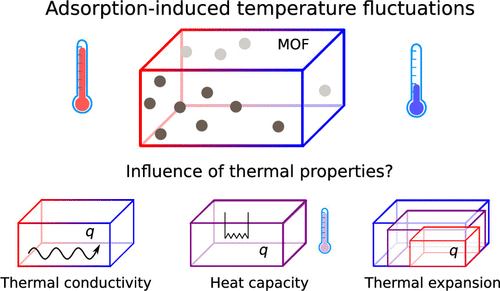 Adsorption-induced temperature fluctuations
MOF
Influence of thermal properties?
q
q
q
Thermal conductivity
Heat capacity
Thermal expansion